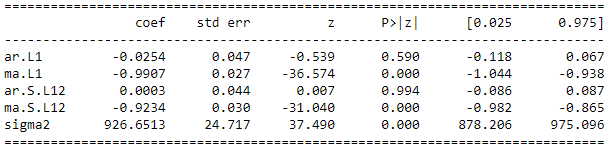 ==============================================================================
                 coef    std err          z      P>|z|      [0.025      0.975]
------------------------------------------------------------------------------
ar.L1         -0.0254      0.047     -0.539      0.590      -0.118       0.067
ma.L1         -0.9907      0.027    -36.574      0.000      -1.044      -0.938
ar.S.L12       0.0003      0.044      0.007      0.994      -0.086       0.087
ma.S.L12      -0.9234      0.030    -31.040      0.000      -0.982      -0.865
sigma2       926.6513     24.717     37.490      0.000     878.206     975.096
==============================================================================